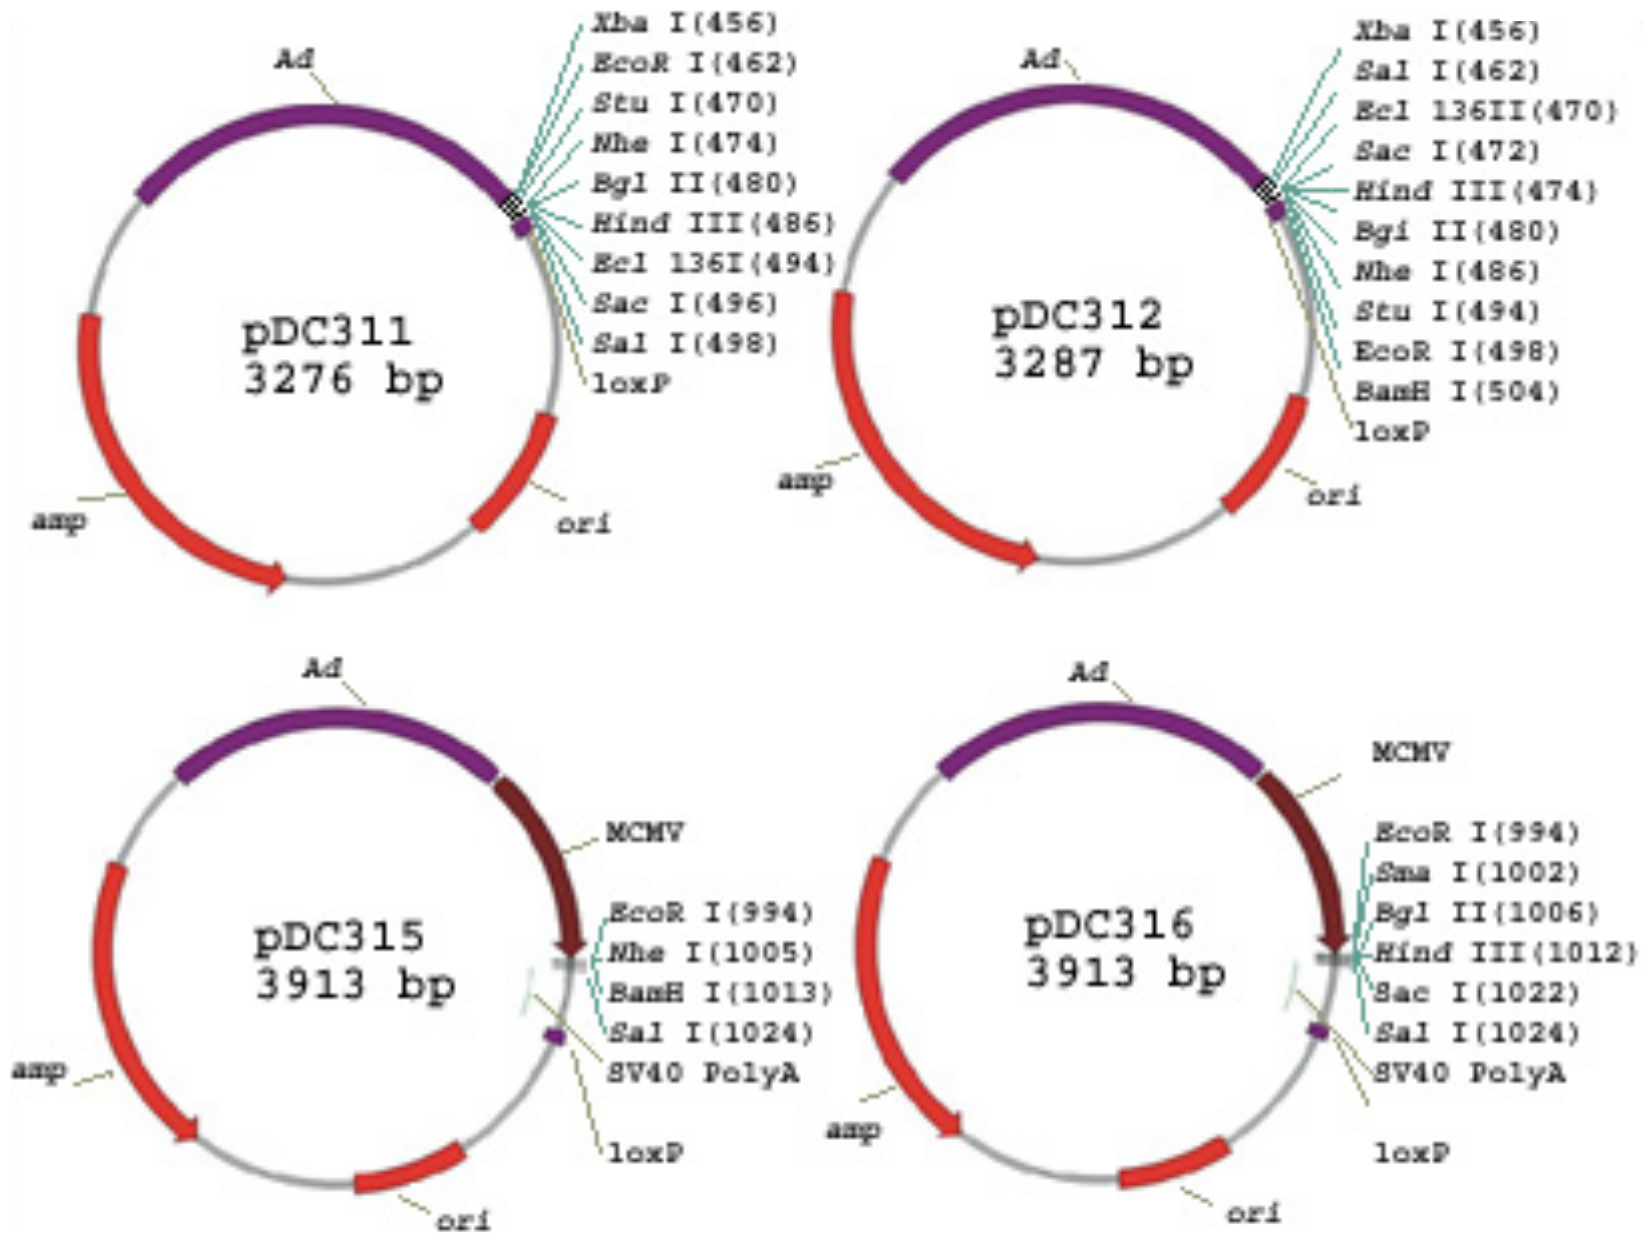 Ad
Xba I(456)
EcoR I(462)
Stu I(470)
Nhe I(474)
Bgl II(480)
Hind III(486)
Ecl 136I(494)
Sac I(496)
Sal I(498)
loxP
pDC311
3276 bp
amp
ori
Ad
Xba I(456)
Sal I(462)
Ecl 136II(470)
Sac I(472)
Hind III(474)
Bgi II(480)
Nhe I(486)
Stu I(494)
EcoR I(498)
BamH I(504)
loxP
pDC312
3287 bp
amp
ori
Ad
MCMV
EcoR I(994)
Nhe I(1005)
BamH I(1013)
Sal I(1024)
SV40 PolyA
loxP
pDC315
3913 bp
amp
ori
Ad
MCMV
EcoR I(994)
Sma I(1002)
Bgl II(1006)
Hind III(1012)
Sac I(1022)
Sal I(1024)
SV40 PolyA
loxP
pDC316
3913 bp
amp
ori